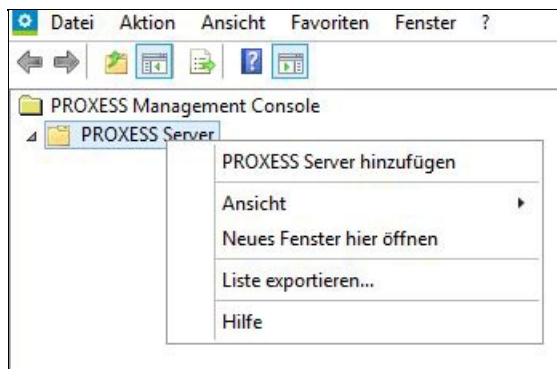 Datei Aktion Ansicht Favoriten Fenster ?
PROXESS Management Console
PROXESS Server
PROXESS Server hinzufügen
Ansicht
Neues Fenster hier öffnen
Liste exportieren...
Hilfe